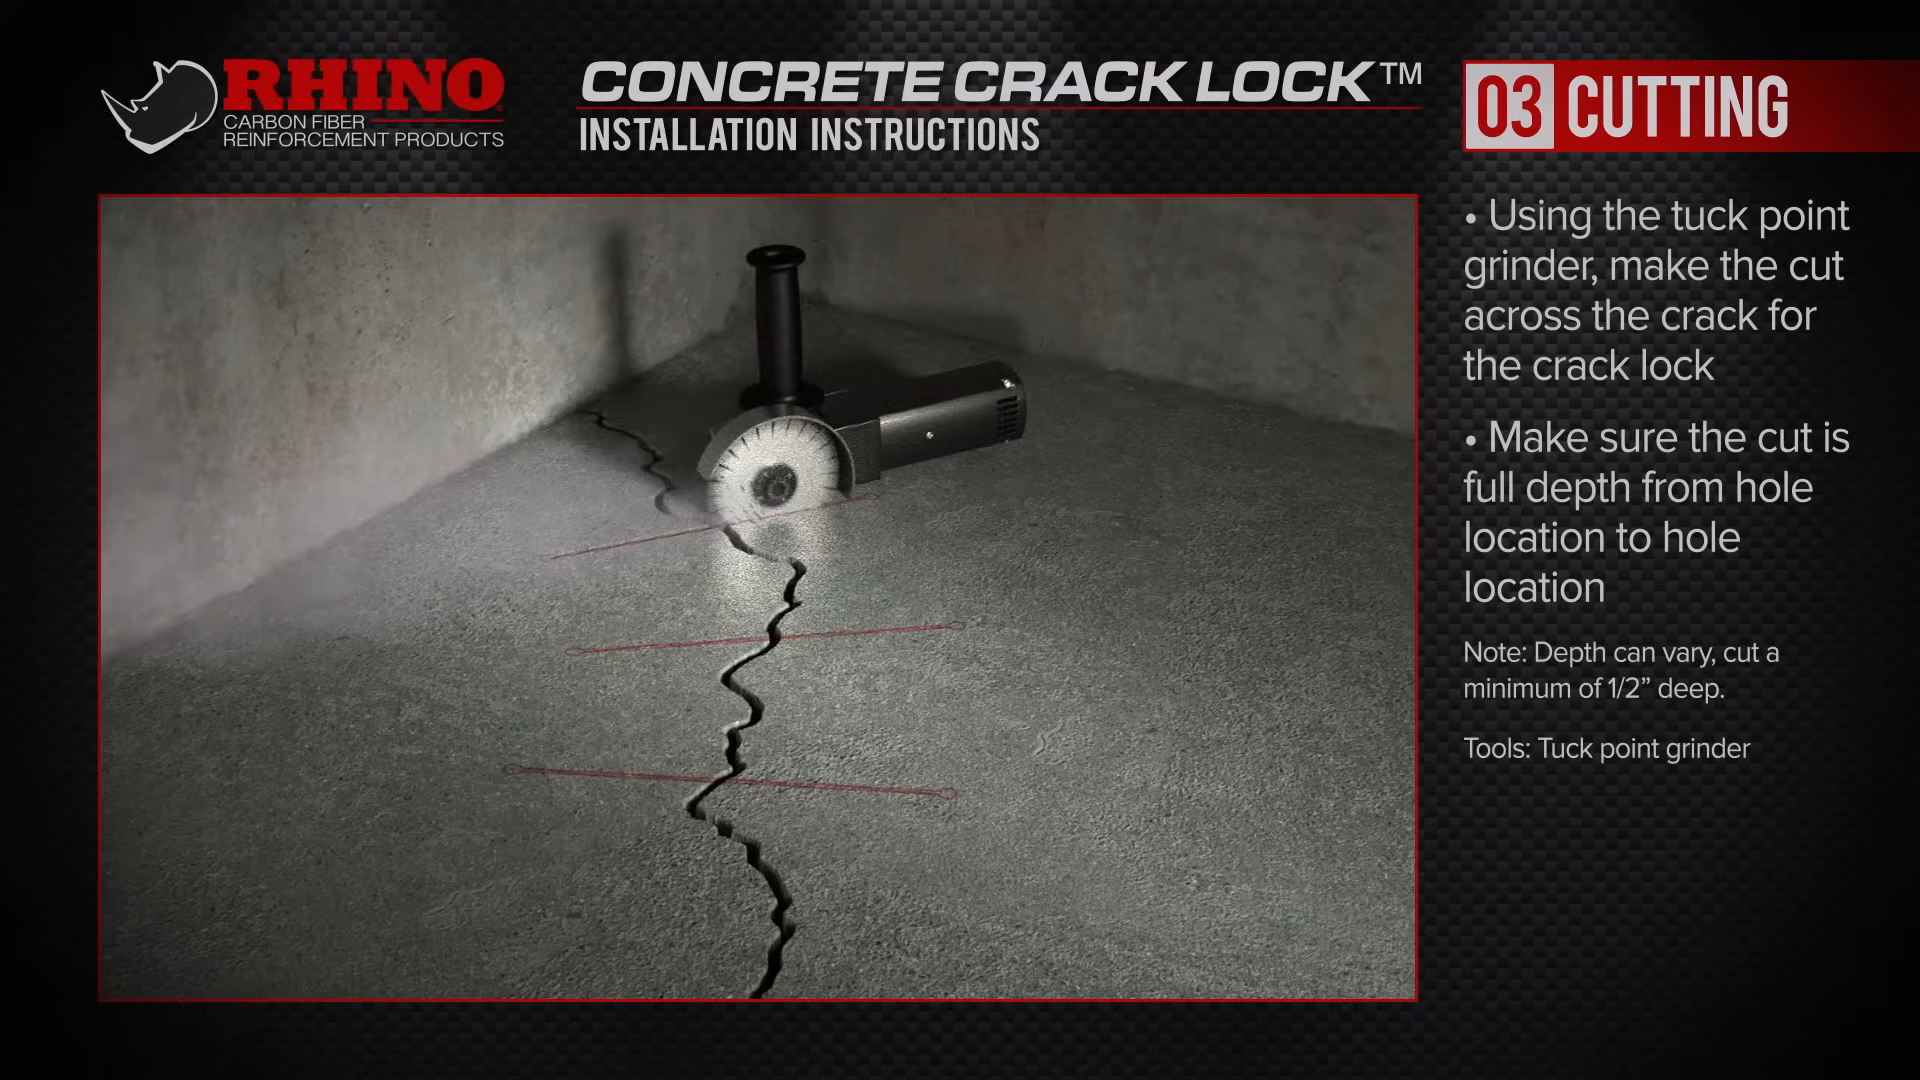 RHINO
CARBON FIBER
REINFORCEMENT PRODUCTS
CONCRETE CRACK LOCK™
INSTALLATION INSTRUCTIONS
03 CUTTING
• Using the tuck point
grinder, make the cut
across the crack for
the crack lock
• Make sure the cut is
full depth from hole
location to hole
location
Note: Depth can vary, cut a
minimum of 1/2” deep.
Tools: Tuck point grinder